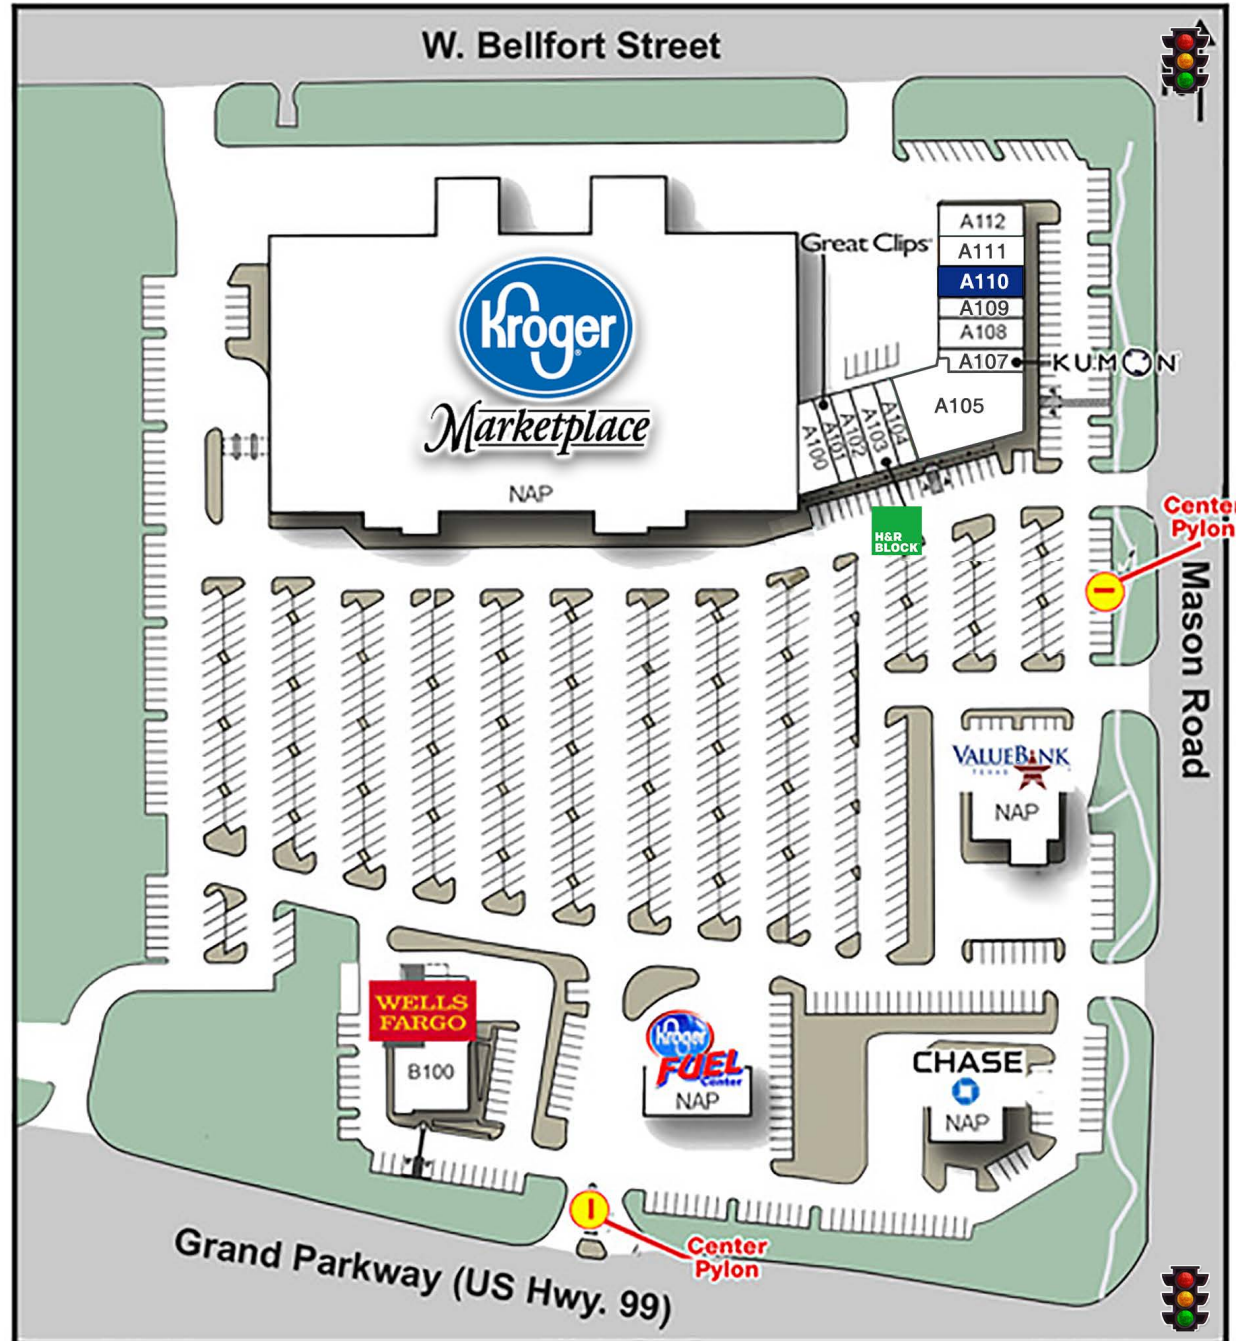 W. Bellfort Street
A112
Great Clips
A111
A110
A109
A108
A107
KUMON
A105
A104
A103
A102
A101
A100
Kroger
Marketplace
NAP
H&R
BLOCK
Center
Pylon
Mason Road
VALUEBANK
TEXAS
NAP
WELLS
FARGO
B100
Kroger
FUEL
Center
NAP
CHASE
NAP
Center
Pylon
Grand Parkway (US Hwy. 99)